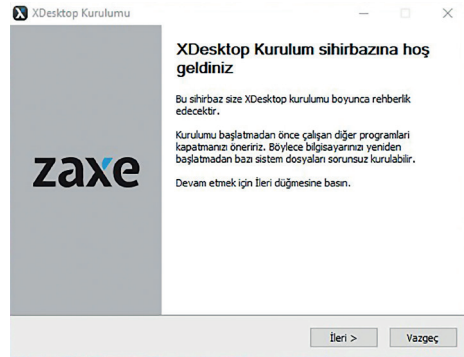 XDesktop Kurulumu
XDesktop Kurulum sihirbazına hoş
geldiniz
Bu sihirbaz size XDesktop kurulumu boyunca rehberlik
edecektir.
Kurulumu başlatmadan önce çalışan diğer programlari
kapatmanızı öneririz. Böylece bilgisayarınızı yeniden
başlatmadan bazı sistem dosyaları sorunsuz kurulabilir.
Devam etmek için İleri düğmesine basın.
zaxe
İleri >
Vazgeç